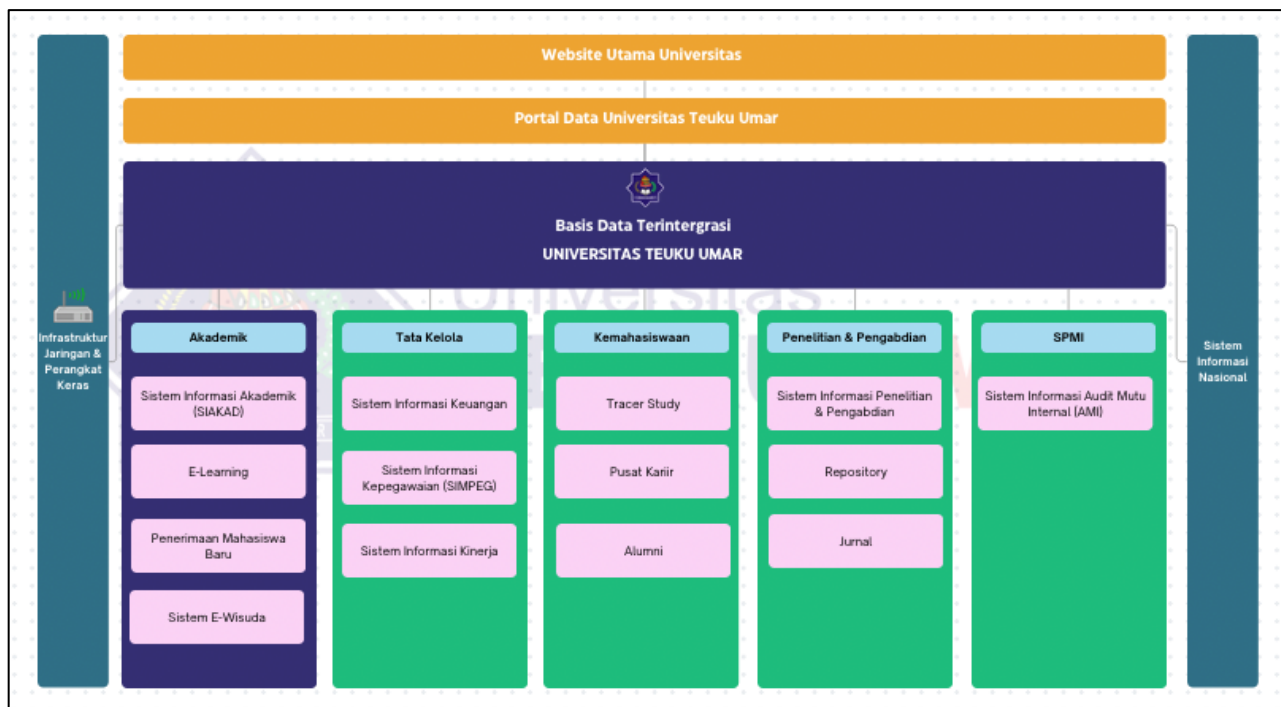 Website Utama Universitas
Portal Data Universitas Teuku Umar
Basis Data Terintergrasi
UNIVERSITAS TEUKU UMAR
Infrastruktur
Jaringan &
Perangkat
Keras
Akademik
Sistem Informasi Akademik
(SIAKAD)
E-Learning
Penerimaan Mahasiswa
Baru
Sistem E-Wisuda
Tata Kelola
Sistem Informasi Keuangan
Sistem Informasi
Kepegawaian (SIMPEG)
Sistem Informasi Kinerja
Kemahasiswaan
Tracer Study
Pusat Kariir
Alumni
Penelitian & Pengabdian
Sistem Informasi Penelitian
& Pengabdian
Repository
Jurnal
SPMI
Sistem Informasi Audit Mutu
Internal (AMI)
Sistem
Informasi
Nasional
Universitas